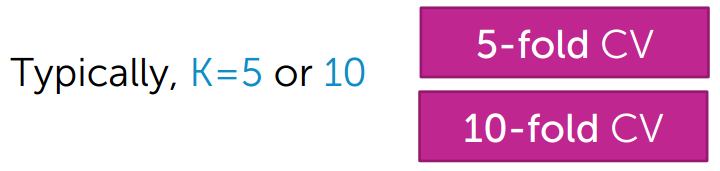 Typically, K=5 or 10
5-fold CV
10-fold CV